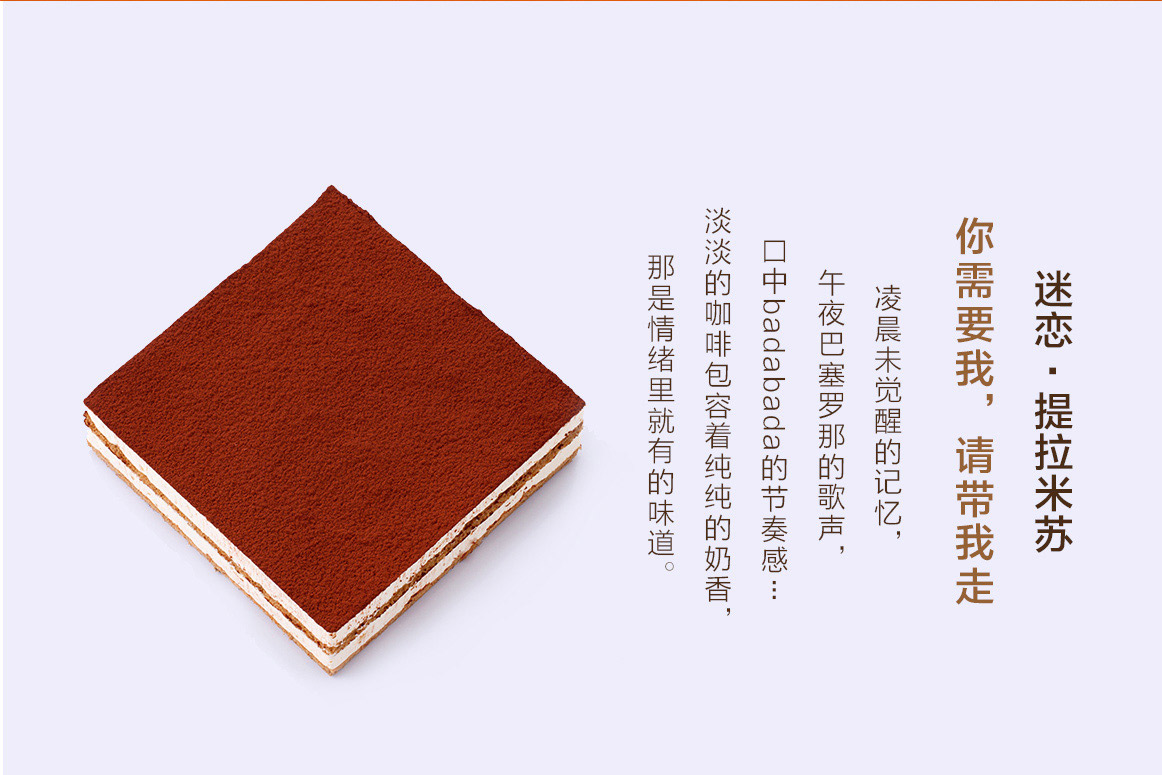 迷恋·提拉米苏
你需要我，请带我走
凌晨未觉醒的记忆，
午夜巴塞罗那的歌声，
口中badabada的节奏感…
淡淡的咖啡包容着纯纯的奶香，
那是情绪里就有的味道。